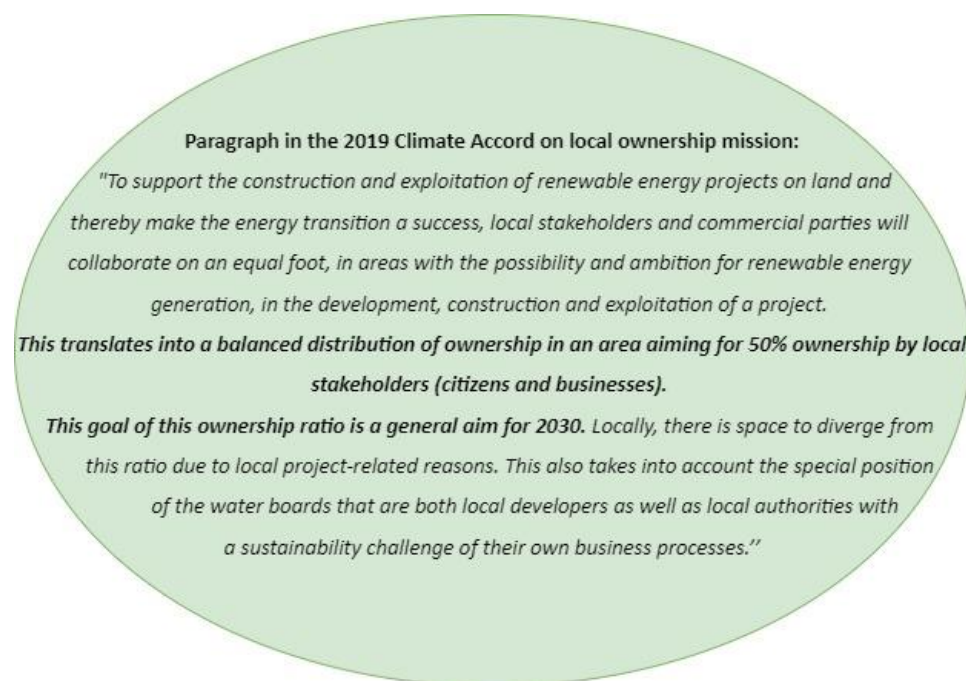 Paragraph in the 2019 Climate Accord on local ownership mission:
"To support the construction and exploitation of renewable energy projects on land and
thereby make the energy transition a success, local stakeholders and commercial parties will
collaborate on an equal foot, in areas with the possibility and ambition for renewable energy
generation, in the development, construction and exploitation of a project.
This translates into a balanced distribution of ownership in an area aiming for 50% ownership by local
stakeholders (citizens and businesses).
This goal of this ownership ratio is a general aim for 2030. Locally, there is space to diverge from
this ratio due to local project-related reasons. This also takes into account the special position
of the water boards that are both local developers as well as local authorities with
a sustainability challenge of their own business processes.’’